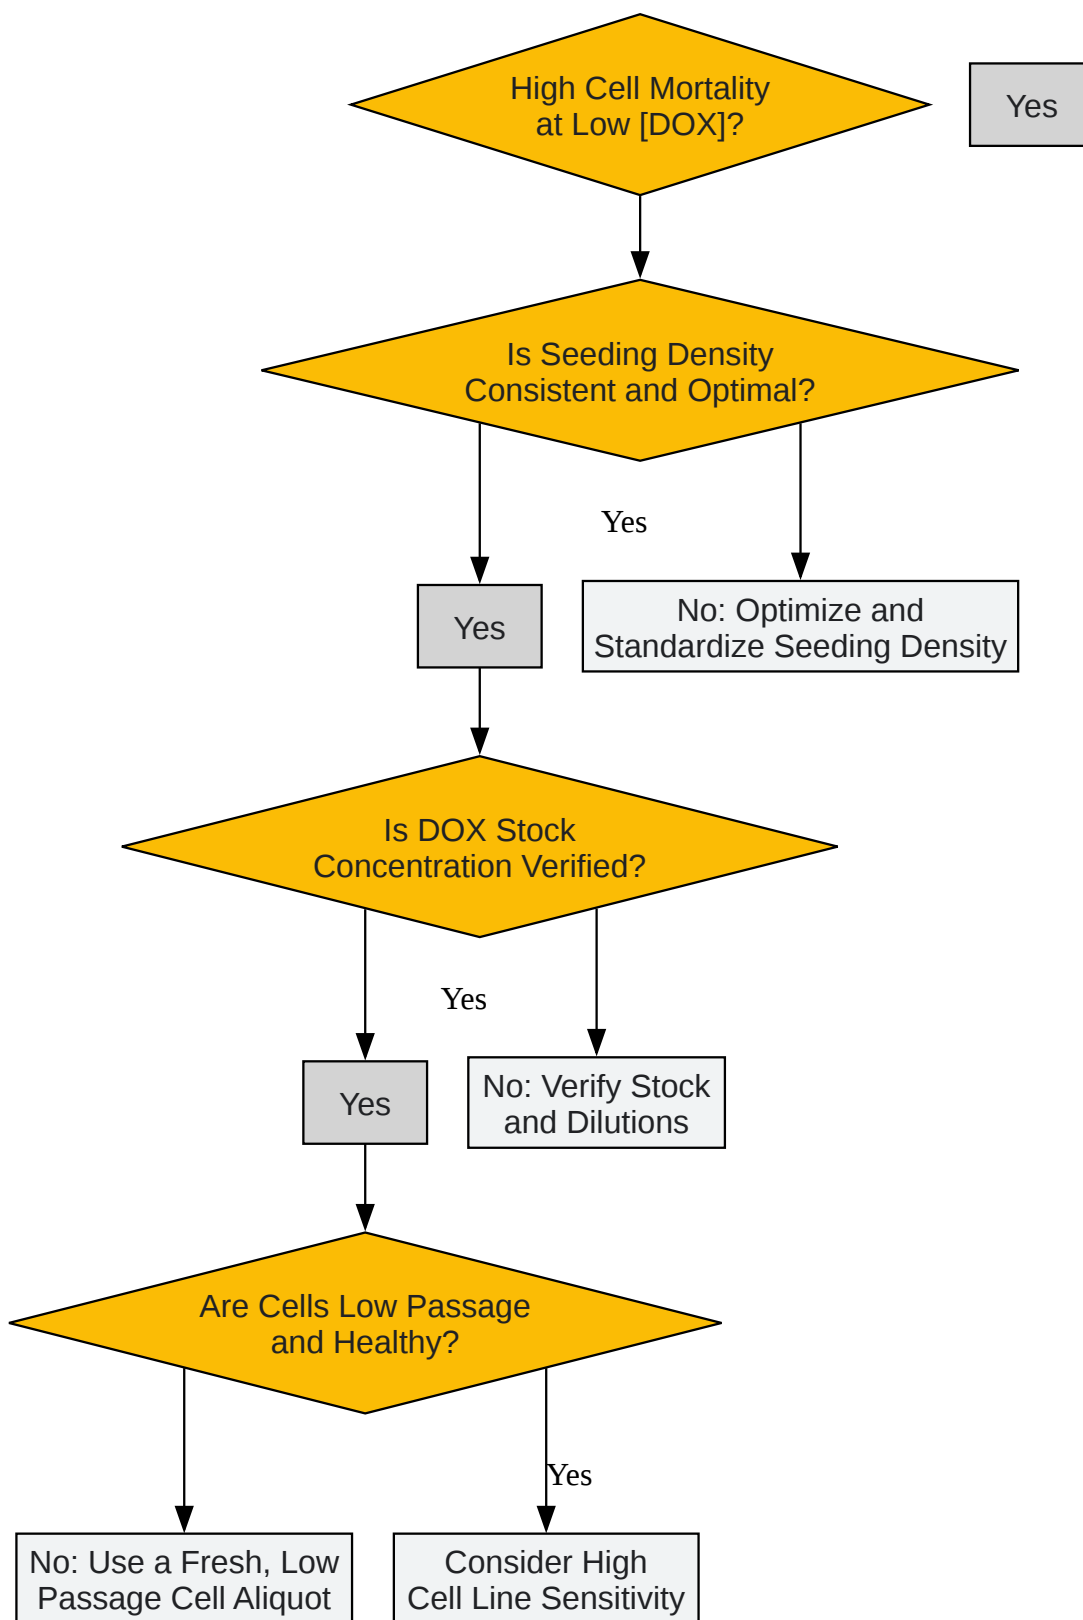 High Cell Mortality
at Low [DOX]?
Yes
Is Seeding Density
Consistent and Optimal?
Yes
Yes
No: Optimize and
Standardize Seeding Density
Is DOX Stock
Concentration Verified?
Yes
Yes
No: Verify Stock
and Dilutions
Are Cells Low Passage
and Healthy?
Yes
No: Use a Fresh, Low
Passage Cell Aliquot
Consider High
Cell Line Sensitivity